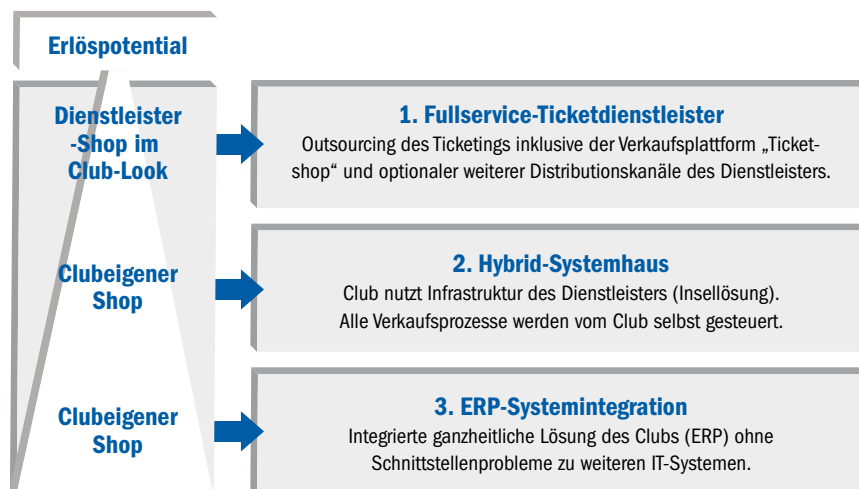 Erlöspotential
Dienstleister
-Shop im
Club-Look
1. Fullservice-Ticketdienstleister
Outsourcing des Ticketings inklusive der Verkaufsplattform „Ticket-
shop“ und optionaler weiterer Distributionskanäle des Dienstleisters.
Clubeigener
Shop
2. Hybrid-Systemhaus
Club nutzt Infrastruktur des Dienstleisters (Insellösung).
Alle Verkaufsprozesse werden vom Club selbst gesteuert.
Clubeigener
Shop
3. ERP-Systemintegration
Integrierte ganzheitliche Lösung des Clubs (ERP) ohne
Schnittstellenprobleme zu weiteren IT-Systemen.